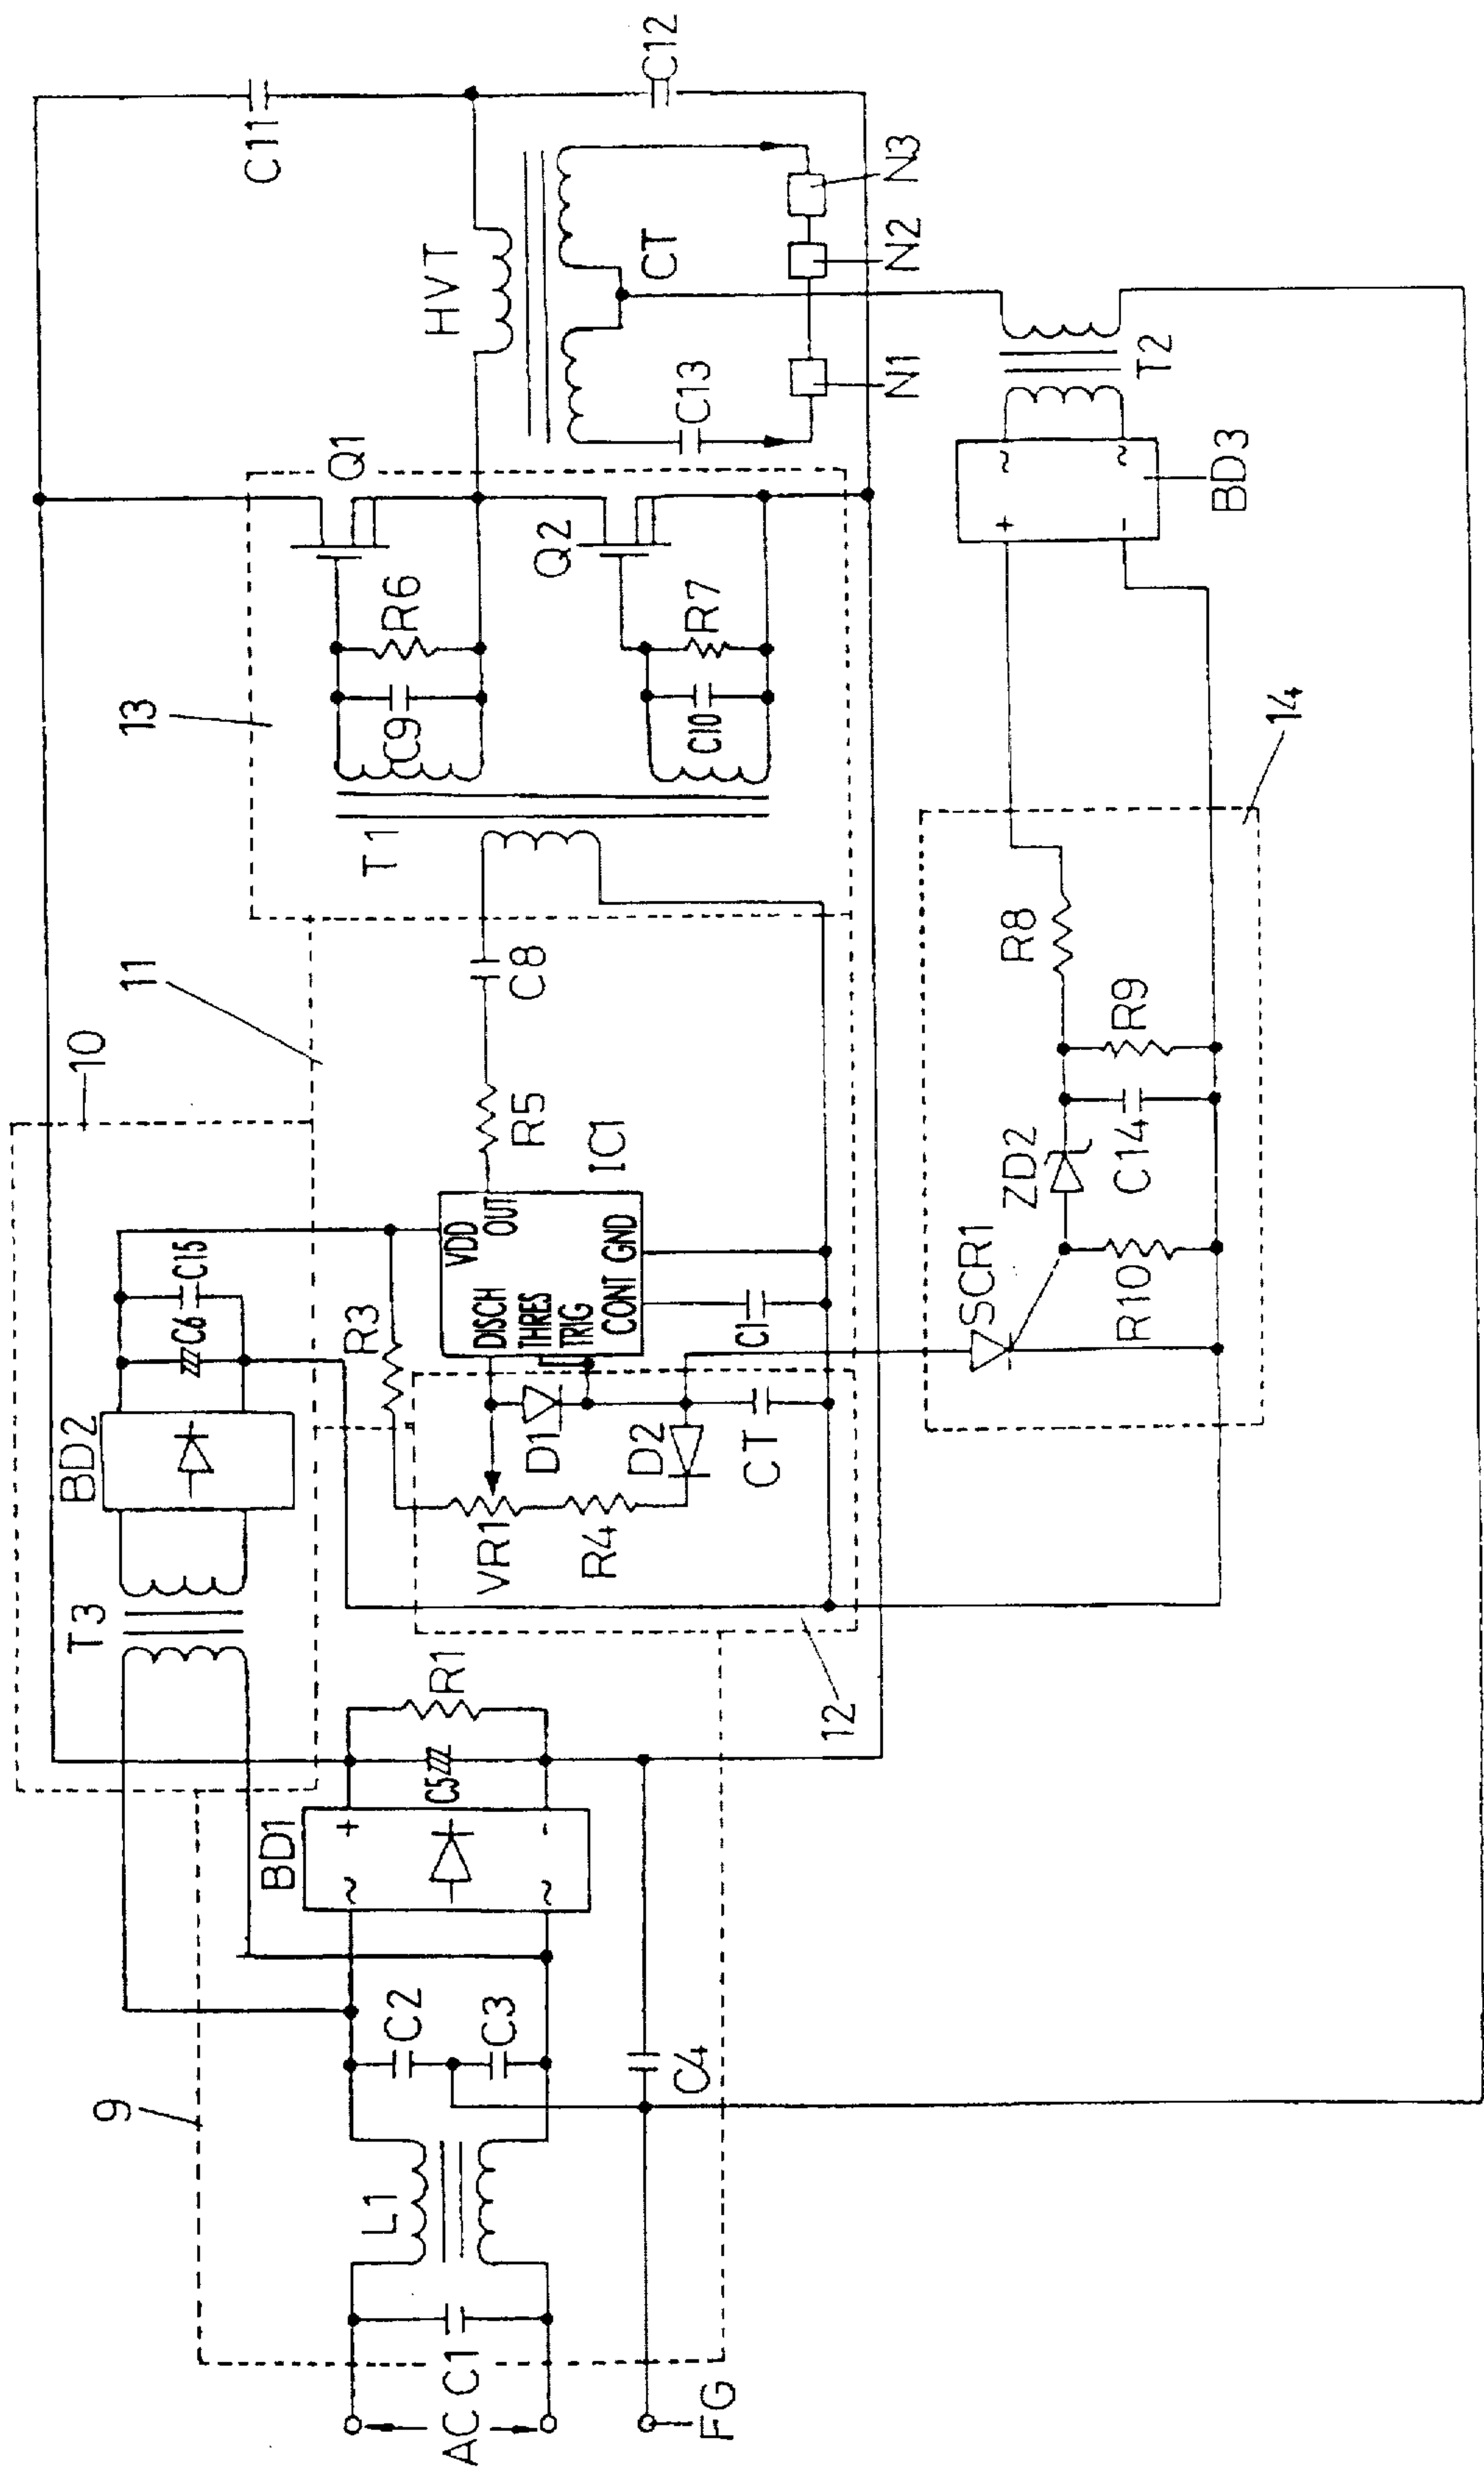 9
AC
C1
L1
FG
C2
C3
C4
BD1
~
~
+
-
C5
R1
10
T3
BD2
C6
C15
12
VR1
R4
D1
D2
CT
R3
11
IC1
VDD
DISCH
OUT
THRES
TRIG
CONT
GND
C1
R5
C8
13
T1
C9
R6
Q1
C10
R7
Q2
HVT
C11
C12
CT
C13
N1
N2
N3
14
SCR1
R10
ZD2
C14
R9
R8
BD3
+
-
~
~
T2